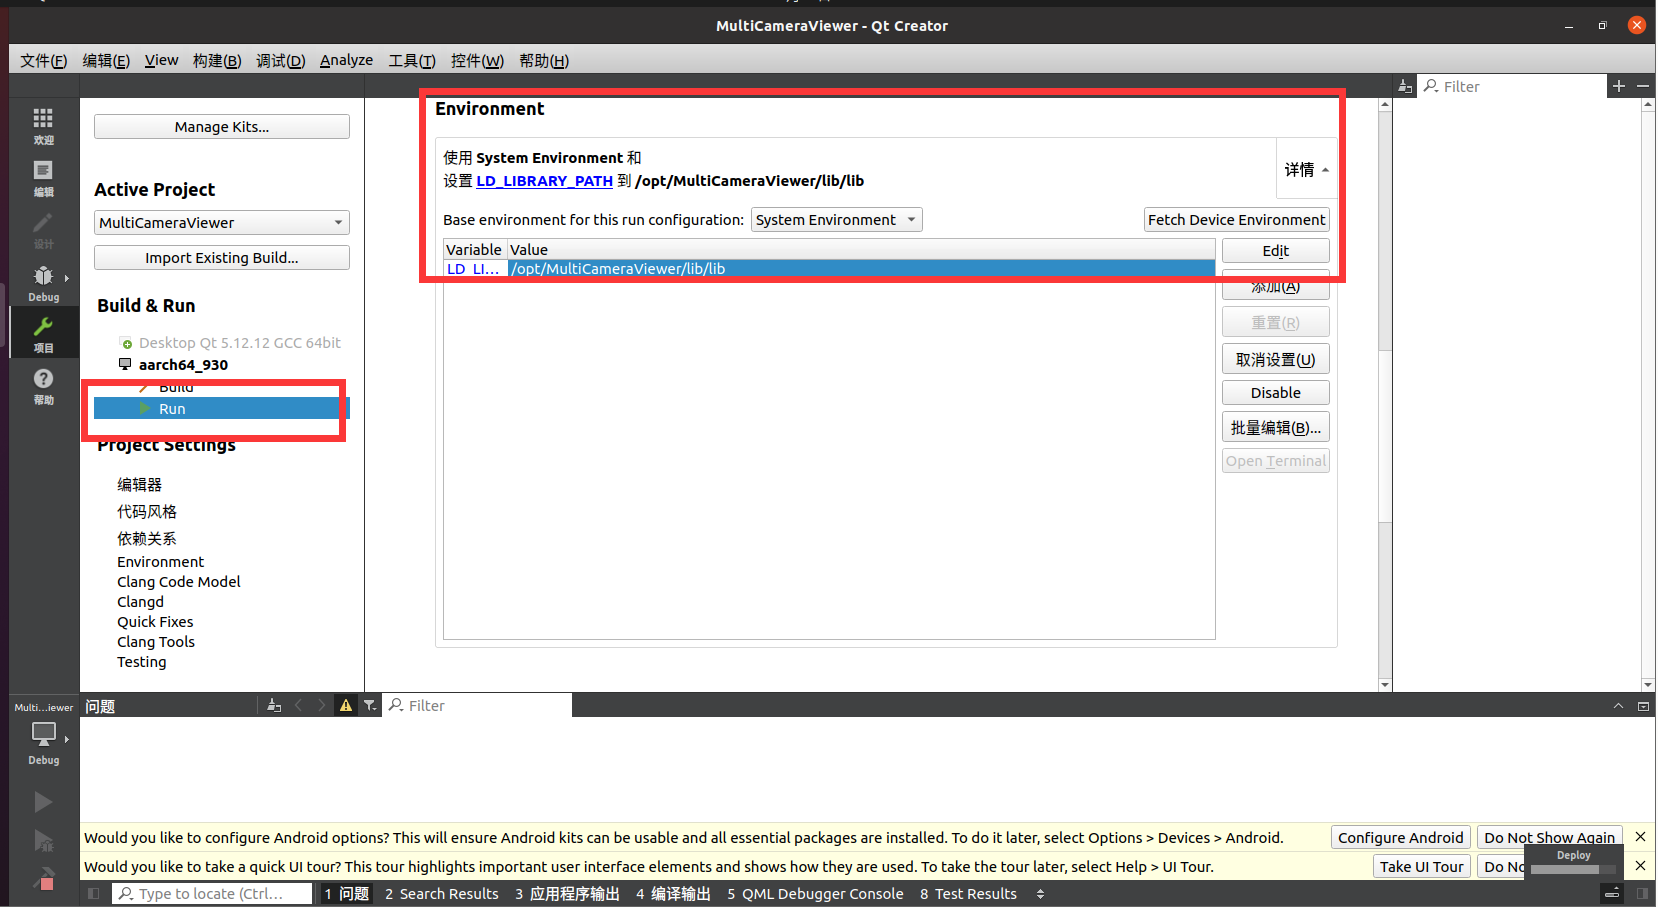 MultiCameraViewer - Qt Creator
文件(F) 编辑(E) View 构建(B) 调试(D) Analyze 工具(T) 控件(W) 帮助(H)
Filter
欢迎
编辑
设计
Debug
项目
帮助
Manage Kits...
Active Project
MultiCameraViewer
Import Existing Build...
Build & Run
Desktop Qt 5.12.12 GCC 64bit
aarch64_930
Build
Run
Project Settings
编辑器
代码风格
依赖关系
Environment
Clang Code Model
Clangd
Quick Fixes
Clang Tools
Testing
Environment
使用 System Environment 和
设置 LD_LIBRARY_PATH 到 /opt/MultiCameraViewer/lib/lib
详情
Base environment for this run configuration: System Environment
Fetch Device Environment
Variable Value
LD_LI... /opt/MultiCameraViewer/lib/lib
Edit
添加(A)
重置(R)
取消设置(U)
Disable
批量编辑(B)...
Open Terminal
Multi...iewer
Debug
问题
Filter
Would you like to configure Android options? This will ensure Android kits can be usable and all essential packages are installed. To do it later, select Options > Devices > Android. Configure Android Do Not Show Again
Would you like to take a quick UI tour? This tour highlights important user interface elements and shows how they are used. To take the tour later, select Help > UI Tour. Take UI Tour Do No
Deploy
Type to locate (Ctrl... 1 问题 2 Search Results 3 应用程序输出 4 编译输出 5 QML Debugger Console 8 Test Results